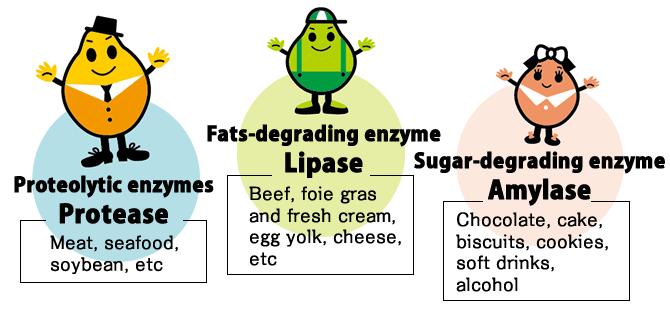 Proteolytic enzymes
Protease
Meat, seafood,
soybean, etc
Fats-degrading enzyme
Lipase
Beef, foie gras
and fresh cream,
egg yolk, cheese,
etc
Sugar-degrading enzyme
Amylase
Chocolate, cake,
biscuits, cookies,
soft drinks,
alcohol